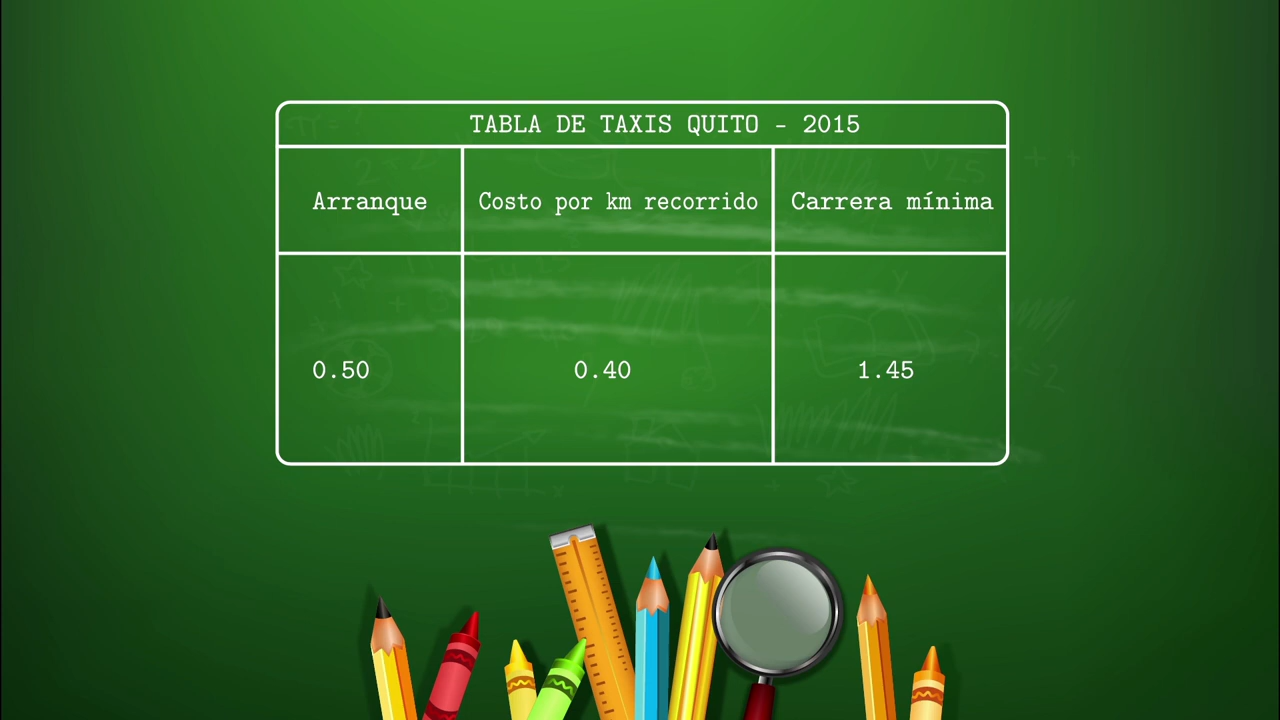 TABLA DE TAXIS QUITO - 2015
Arranque Costo por km recorrido Carrera mínima
0.50 0.40 1.45